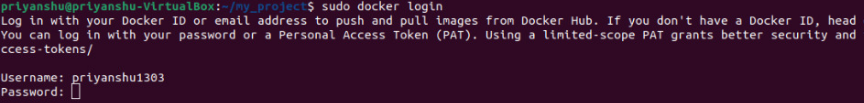 priyanshu@priyanshu-VirtualBox:~/my_project$ sudo docker login
Log in with your Docker ID or email address to push and pull images from Docker Hub. If you don't have a Docker ID, head
You can log in with your password or a Personal Access Token (PAT). Using a limited-scope PAT grants better security and
ccess-tokens/
Username: priyanshu1303
Password: